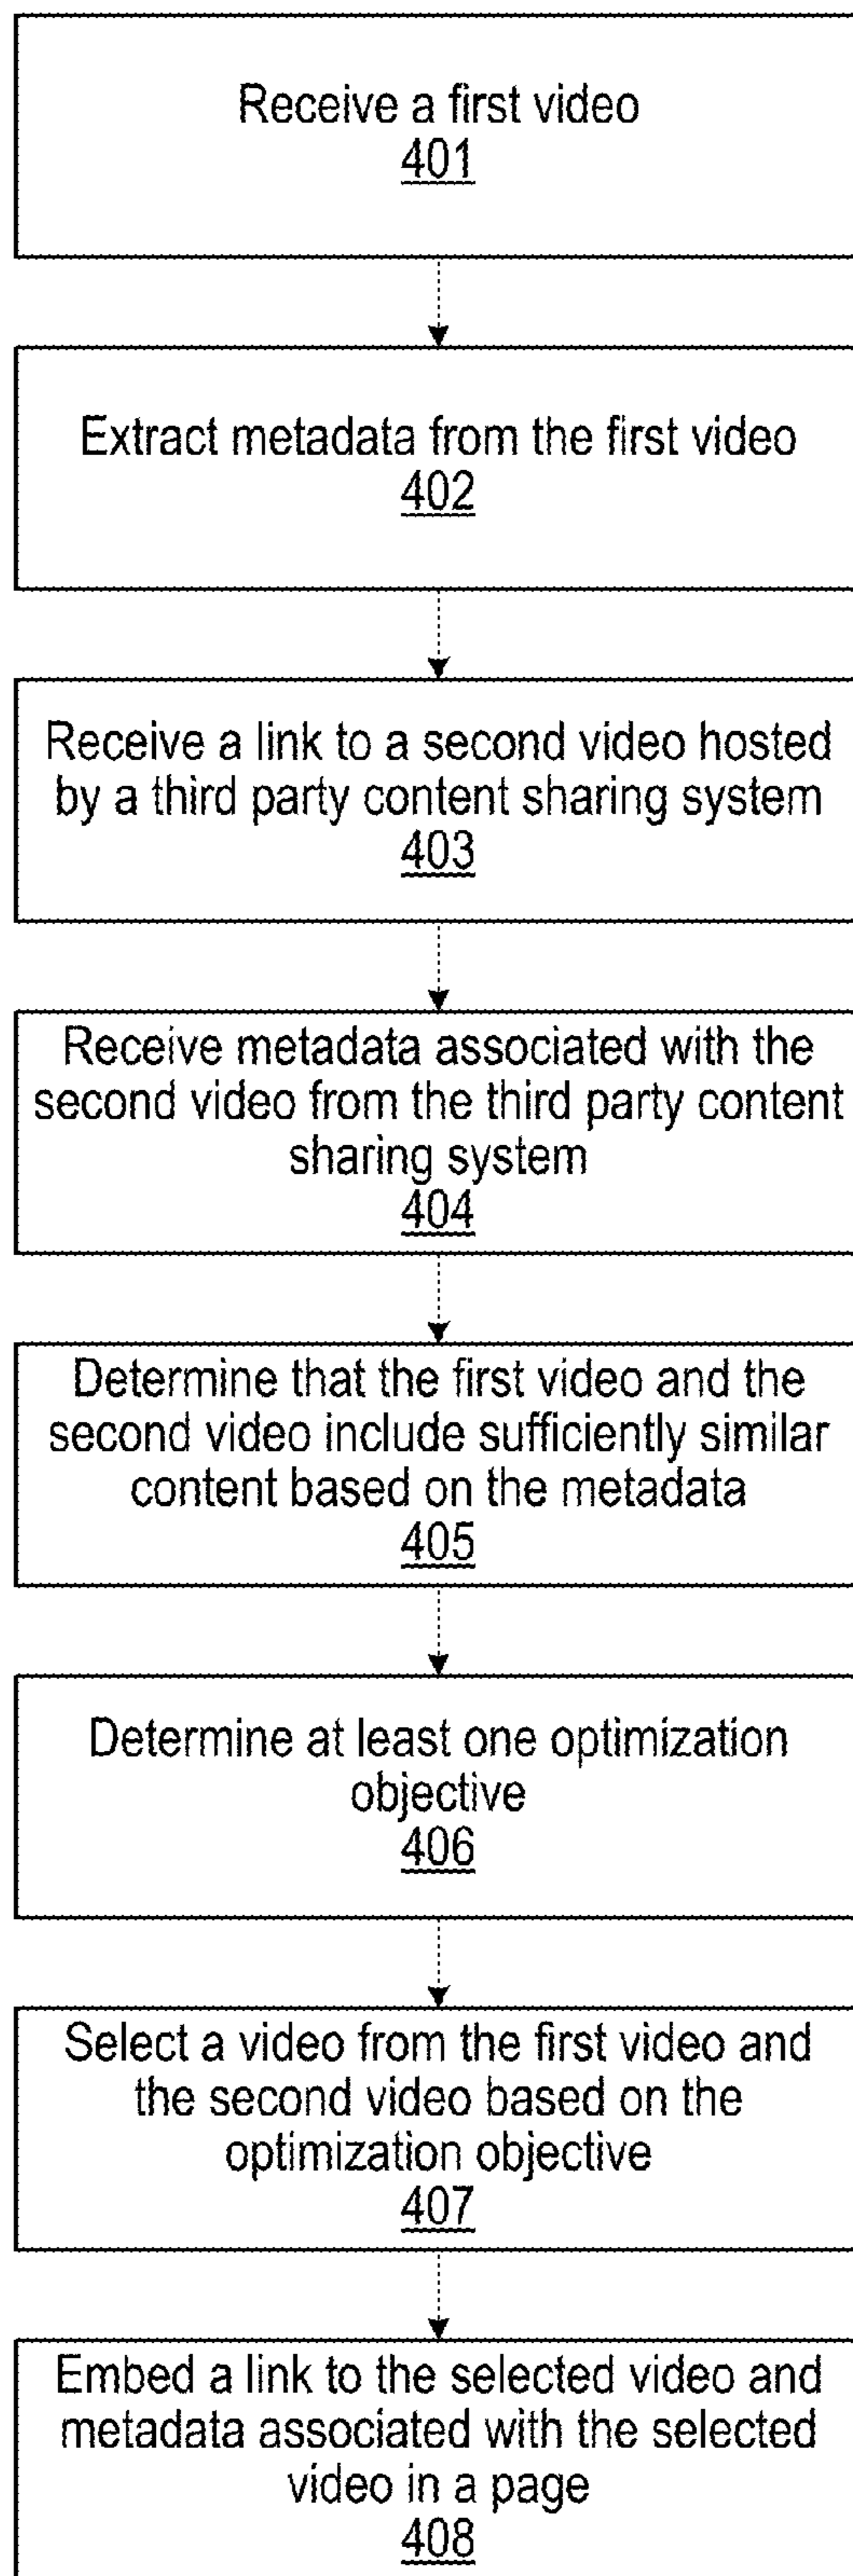 Receive a first video
401
Extract metadata from the first video
402
Receive a link to a second video hosted
by a third party content sharing system
403
Receive metadata associated with the
second video from the third party content
sharing system
404
Determine that the first video and the
second video include sufficiently similar
content based on the metadata
405
Determine at least one optimization
objective
406
Select a video from the first video and
the second video based on the
optimization objective
407
Embed a link to the selected video and
metadata associated with the selected
video in a page
408